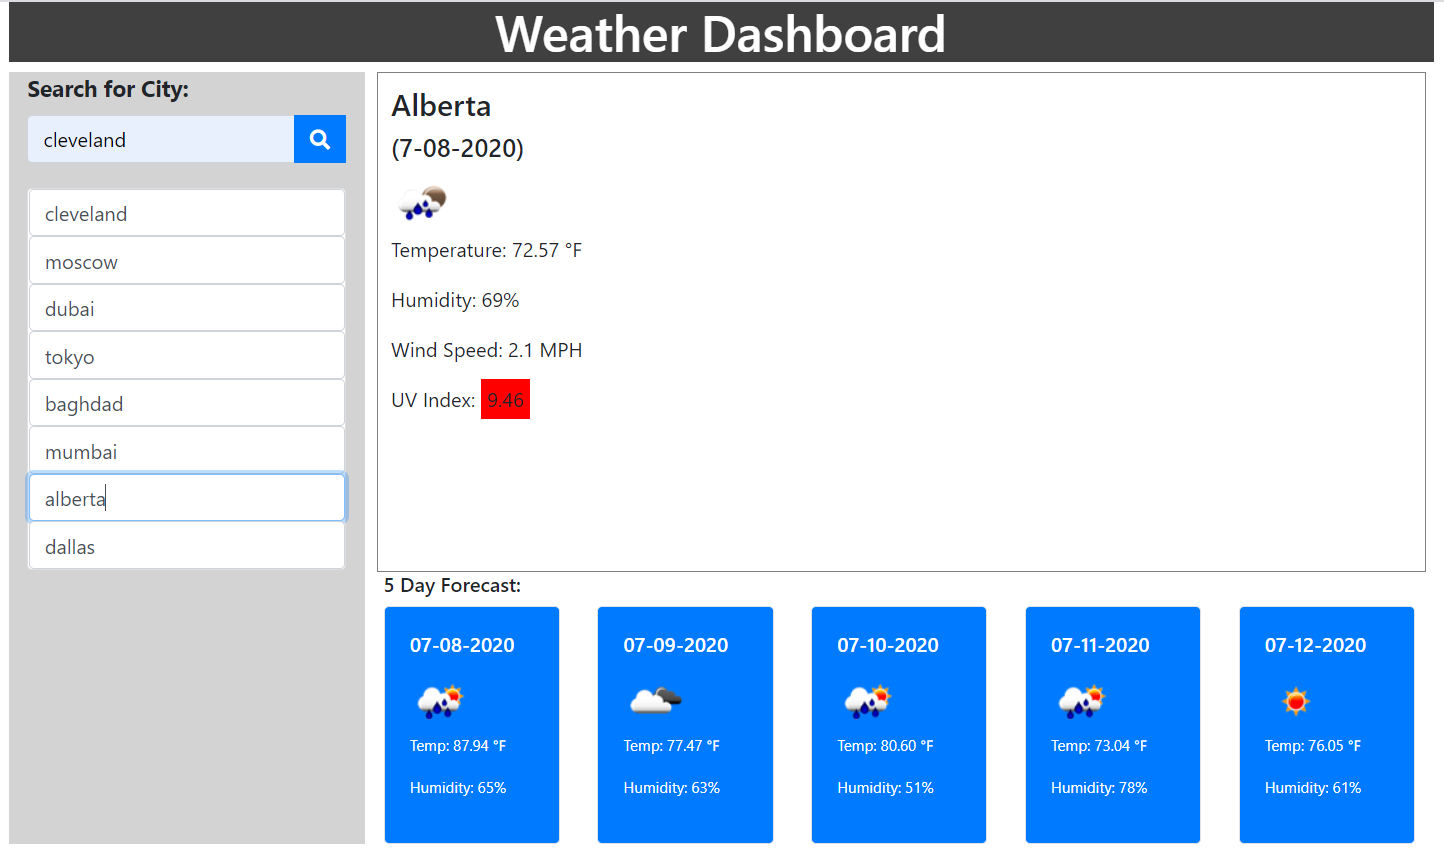 Weather Dashboard
Search for City:
cleveland
cleveland
moscow
dubai
tokyo
baghdad
mumbai
alberta
dallas
Alberta
(7-08-2020)
Temperature: 72.57 °F
Humidity: 69%
Wind Speed: 2.1 MPH
UV Index: 9.46
5 Day Forecast:
07-08-2020
Temp: 87.94 °F
Humidity: 65%
07-09-2020
Temp: 77.47 °F
Humidity: 63%
07-10-2020
Temp: 80.60 °F
Humidity: 51%
07-11-2020
Temp: 73.04 °F
Humidity: 78%
07-12-2020
Temp: 76.05 °F
Humidity: 61%